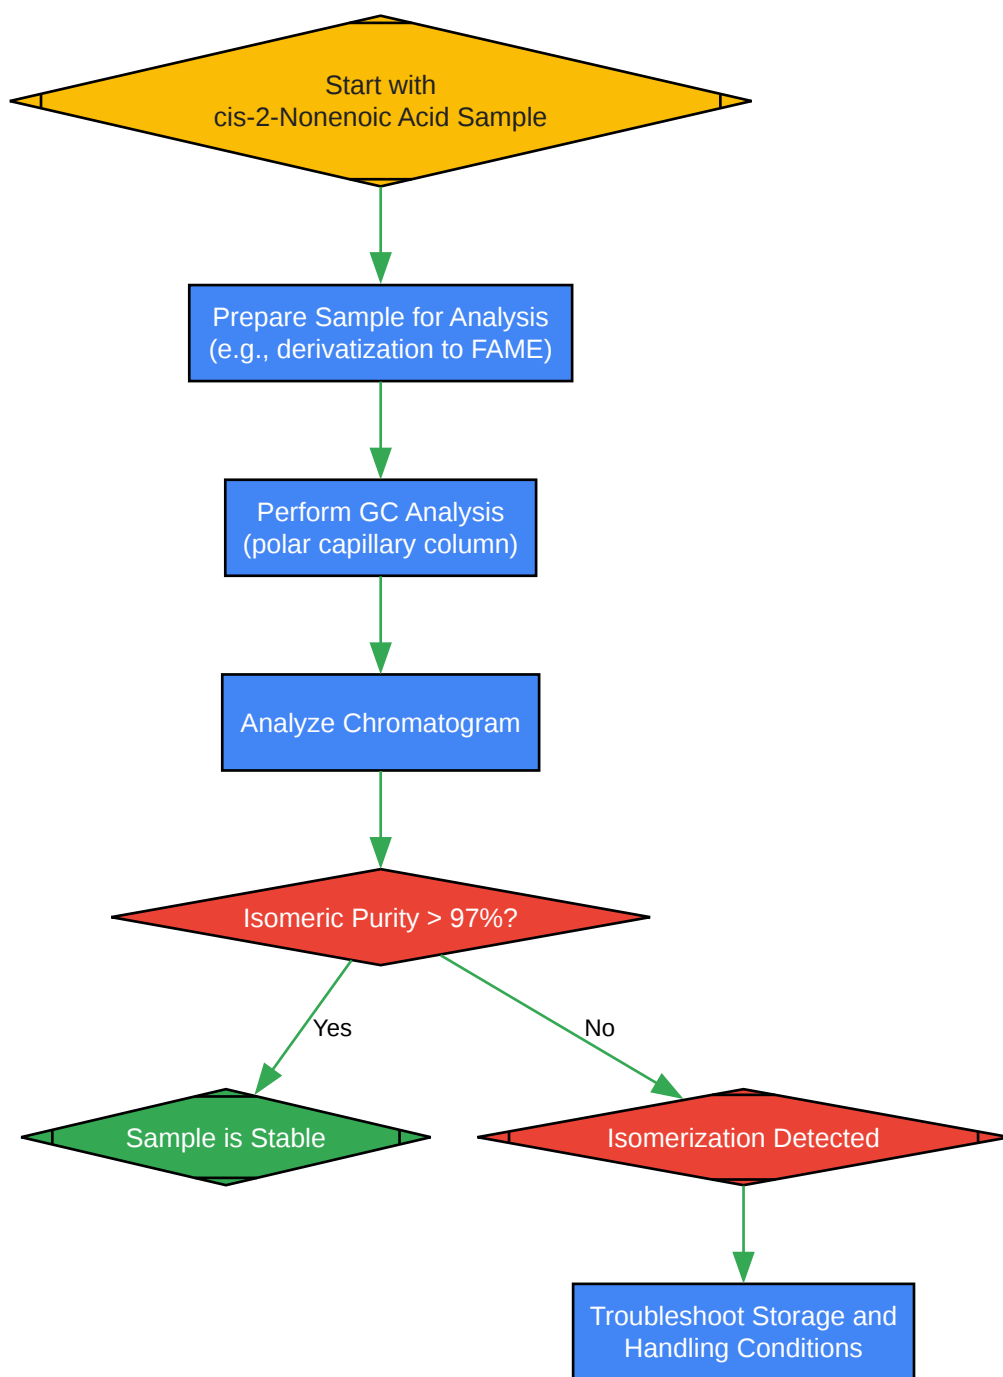 Start with
cis-2-Nonenoic Acid Sample
Prepare Sample for Analysis
(e.g., derivatization to FAME)
Perform GC Analysis
(polar capillary column)
Analyze Chromatogram
Isomeric Purity > 97%?
Yes
No
Sample is Stable
Isomerization Detected
Troubleshoot Storage and
Handling Conditions